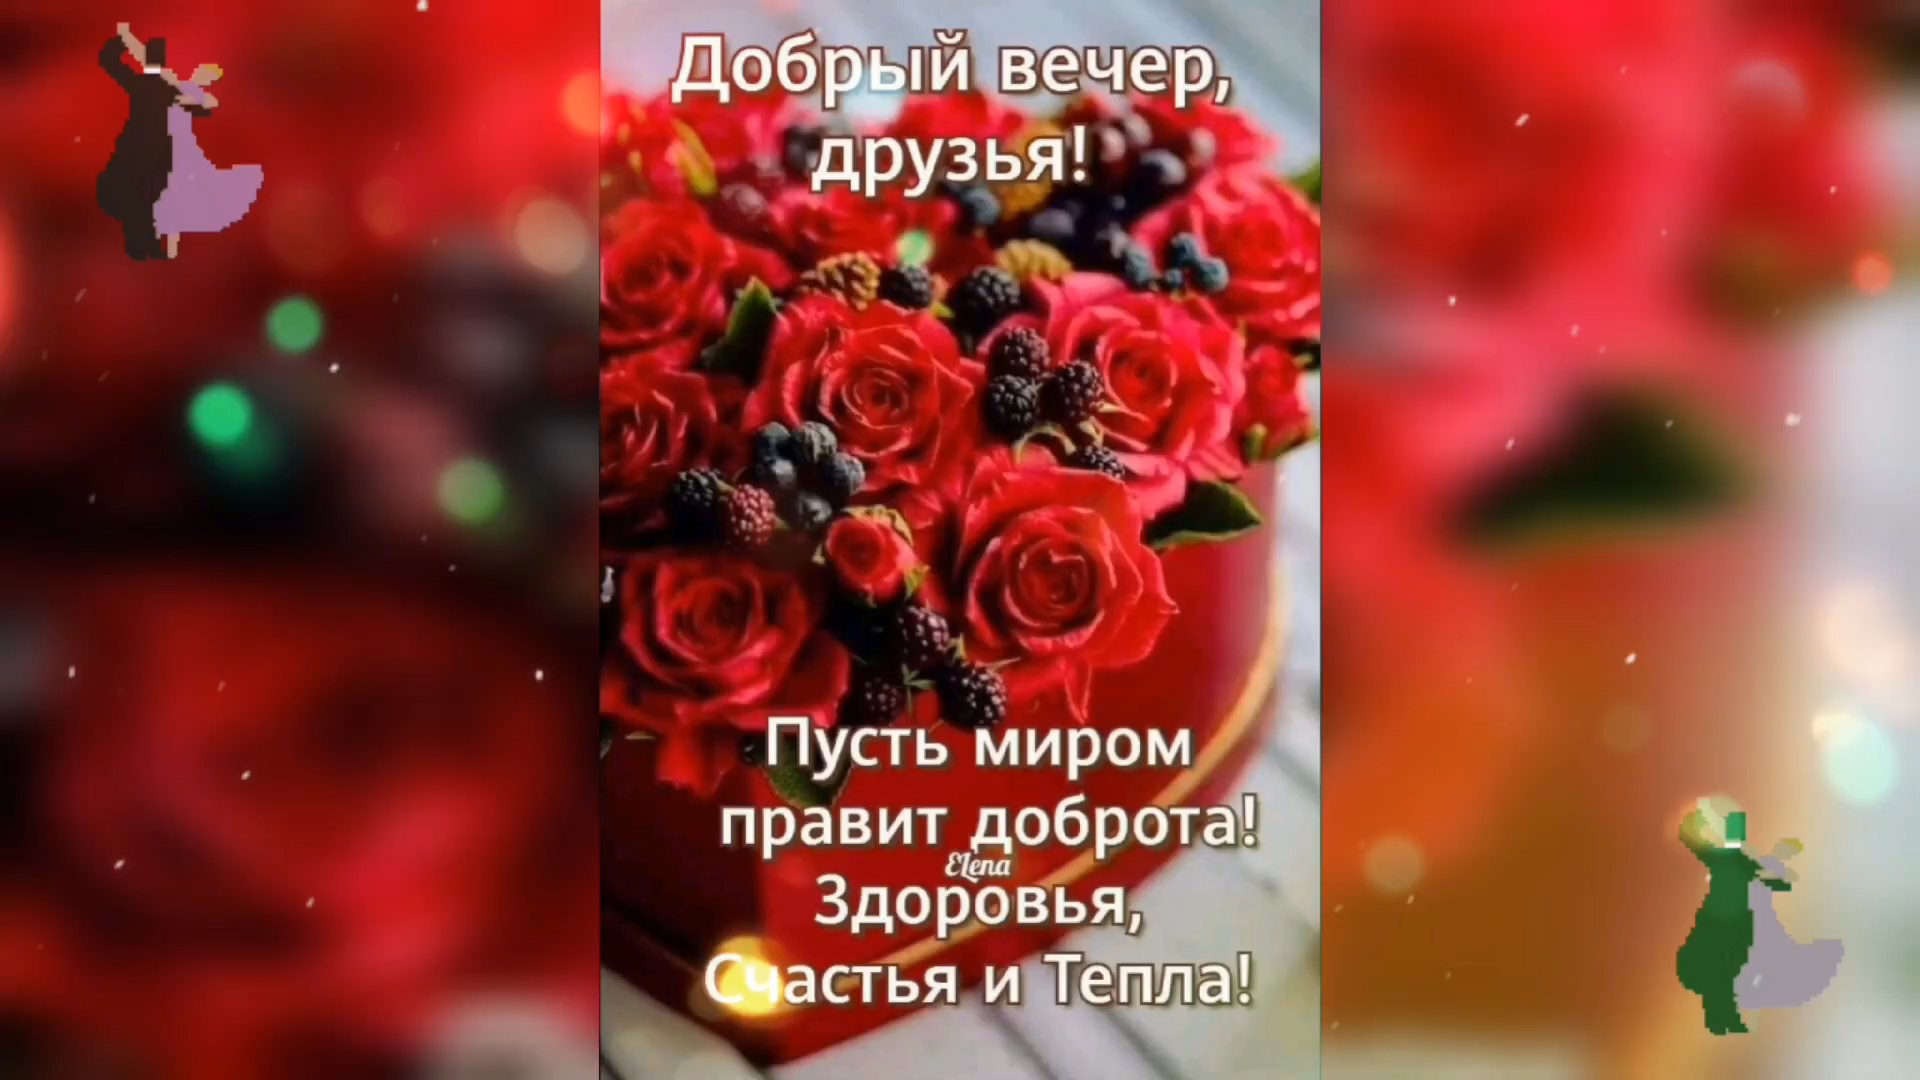 Добрый вечер,
друзья!
Пусть миром
правит доброта!
ELena
Здоровья,
Счастья и Тепла!